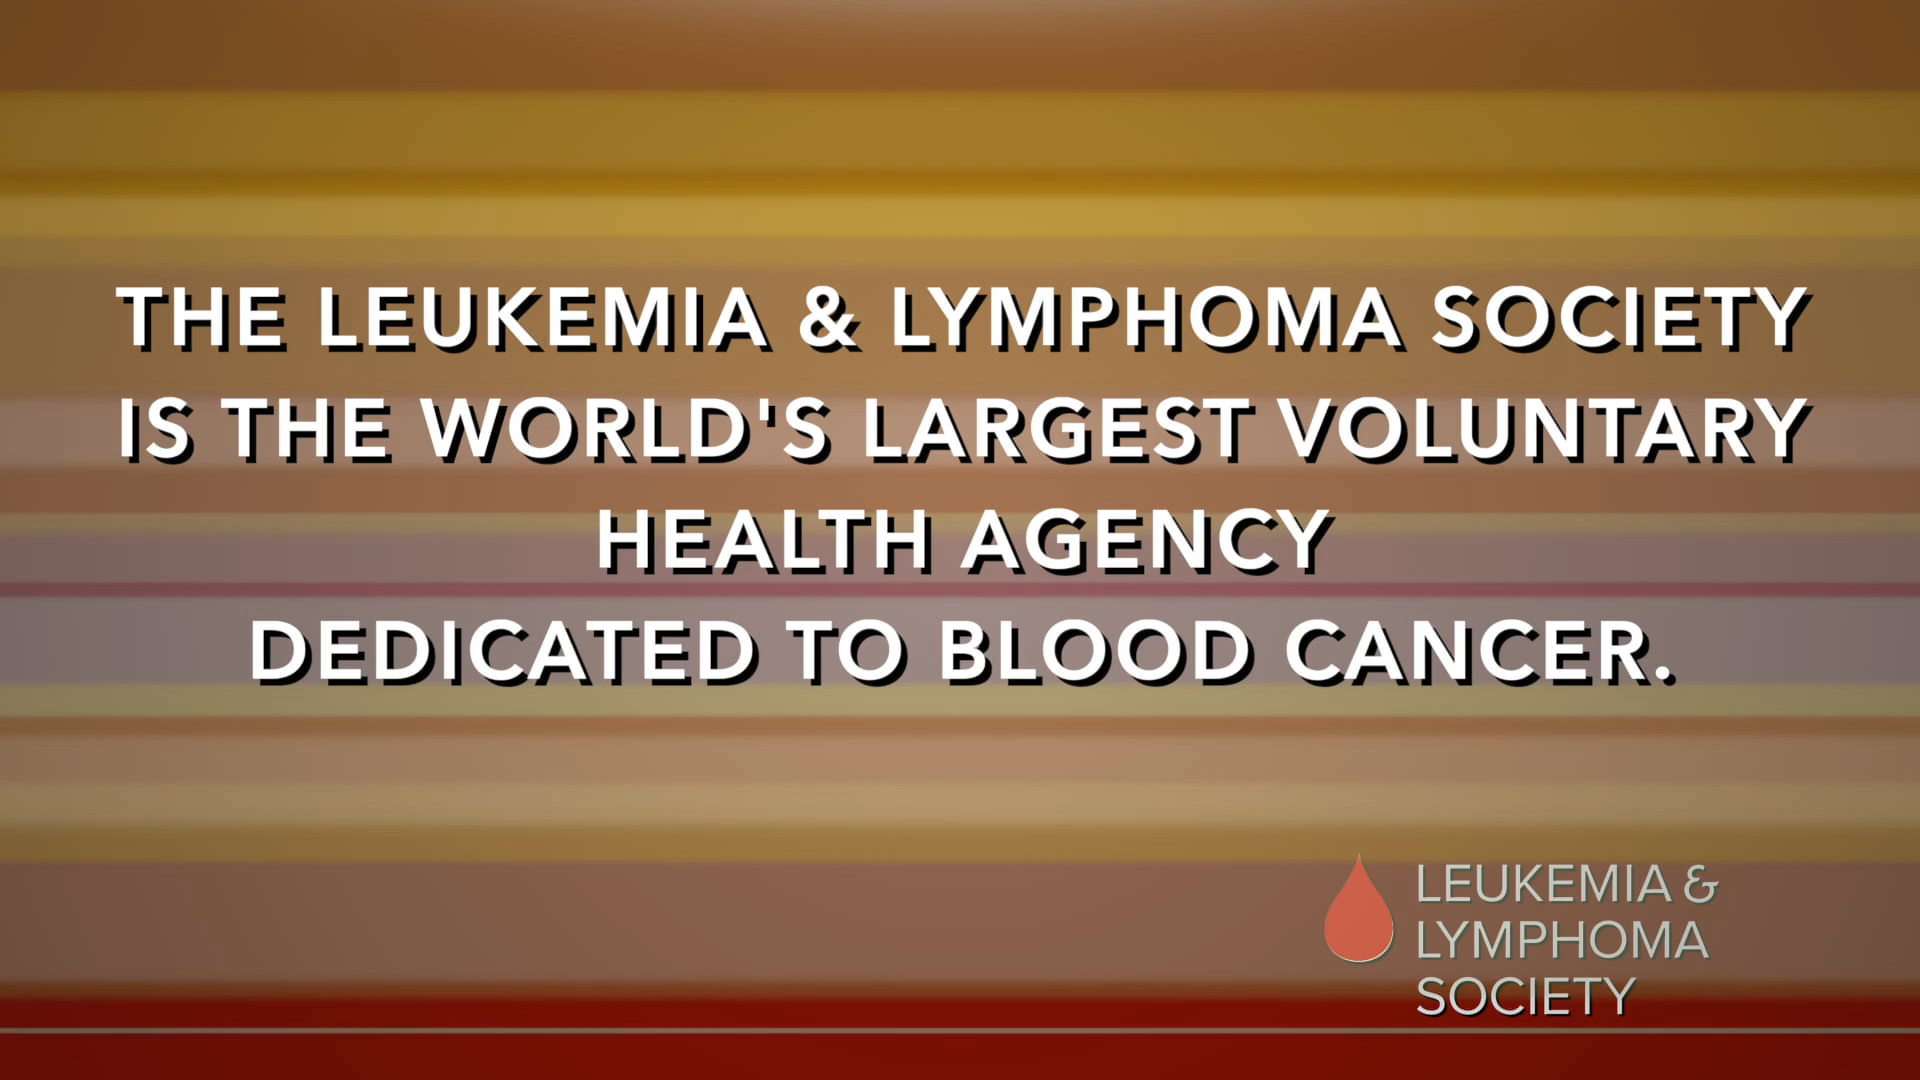 THE LEUKEMIA & LYMPHOMA SOCIETY
IS THE WORLD'S LARGEST VOLUNTARY
HEALTH AGENCY
DEDICATED TO BLOOD CANCER.
LEUKEMIA &
LYMPHOMA
SOCIETY